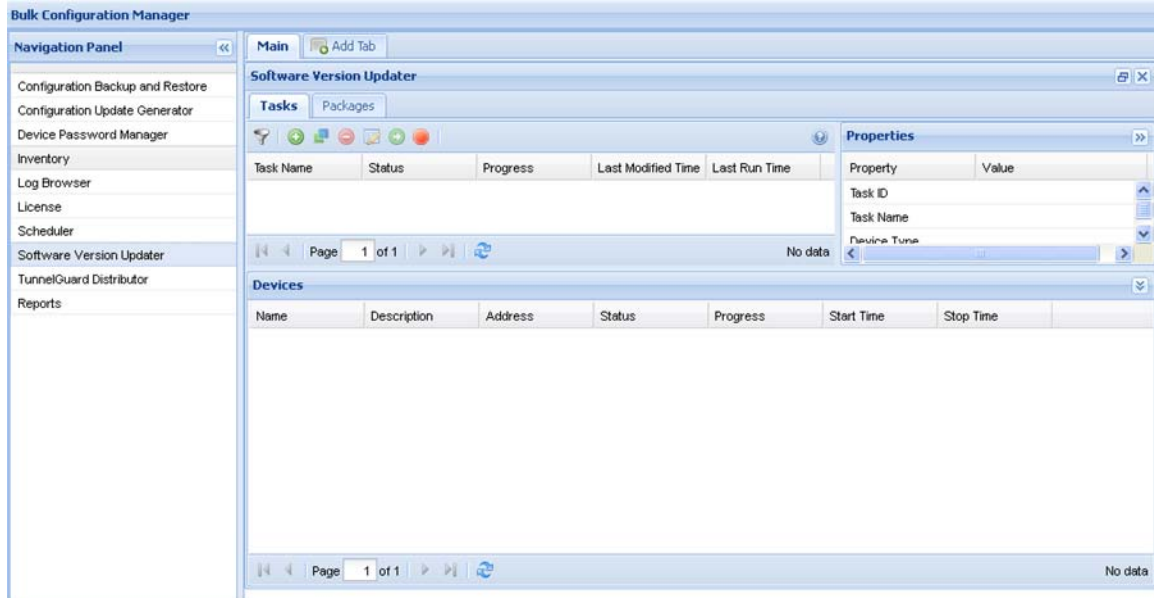 Bulk Configuration Manager
Navigation Panel
Configuration Backup and Restore
Configuration Update Generator
Device Password Manager
Inventory
Log Browser
License
Scheduler
Software Version Updater
TunnelGuard Distributor
Reports
Main Add Tab
Software Version Updater
Tasks Packages
Task Name Status Progress Last Modified Time Last Run Time
Page 1 of 1 No data
Properties
Property Value
Task ID
Task Name
Device Type
Devices
Name Description Address Status Progress Start Time Stop Time
Page 1 of 1 No data